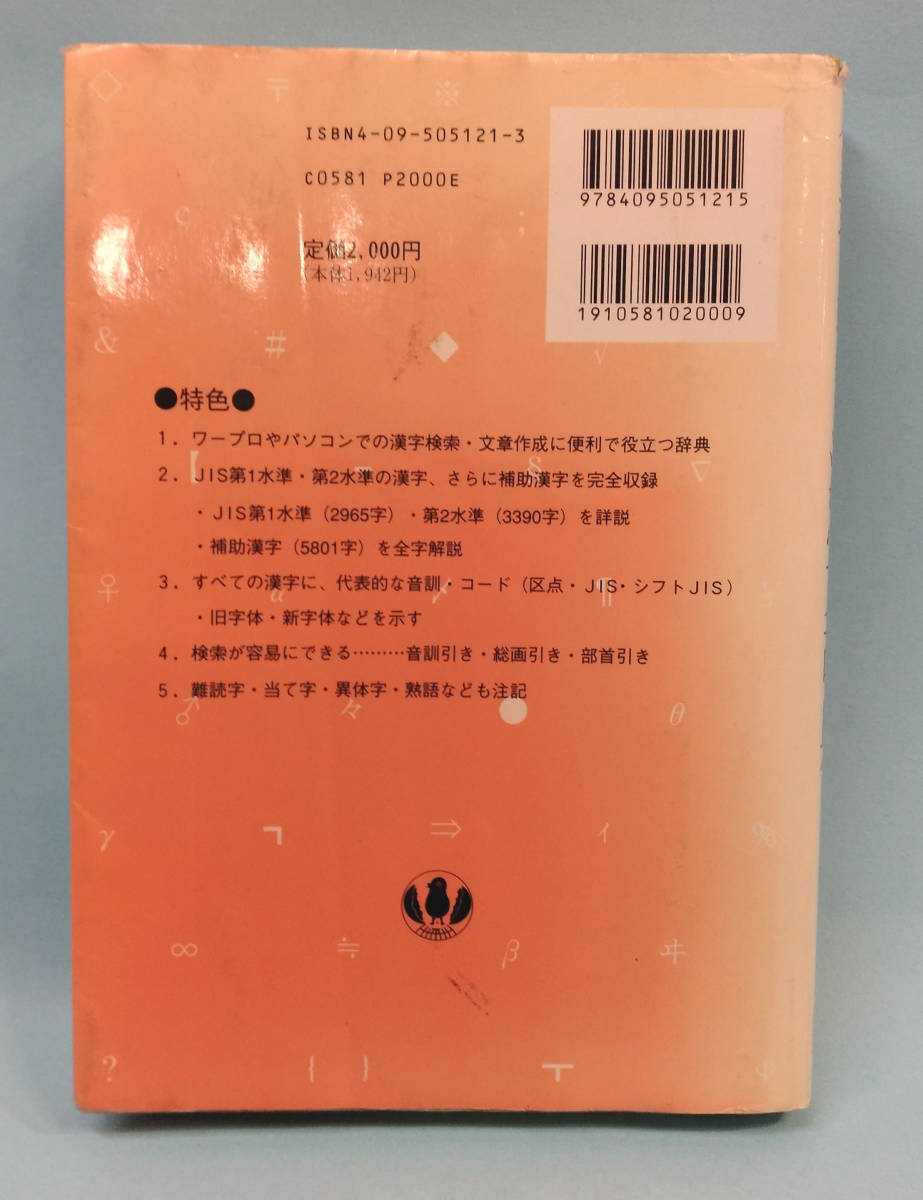 ISBN4-09-505121-3
C0581 P2000E
定価2,000円
(本体1,942円)
9784095051215
1910581020009
●特色●
1. ワープロやパソコンでの漢字検索・文章作成に便利で役立つ辞典
2. JIS第1水準・第2水準の漢字、さらに補助漢字を完全収録
・JIS第1水準(2965字)・第2水準(3390字)を詳説
・補助漢字(5801字)を全字解説
3. すべての漢字に、代表的な音訓・コード(区点・JIS・シフトJIS)
・旧字体・新字体などを示す
4. 検索が容易にできる………音訓引き・総画引き・部首引き
5. 難読字・当て字・異体字・熟語なども注記